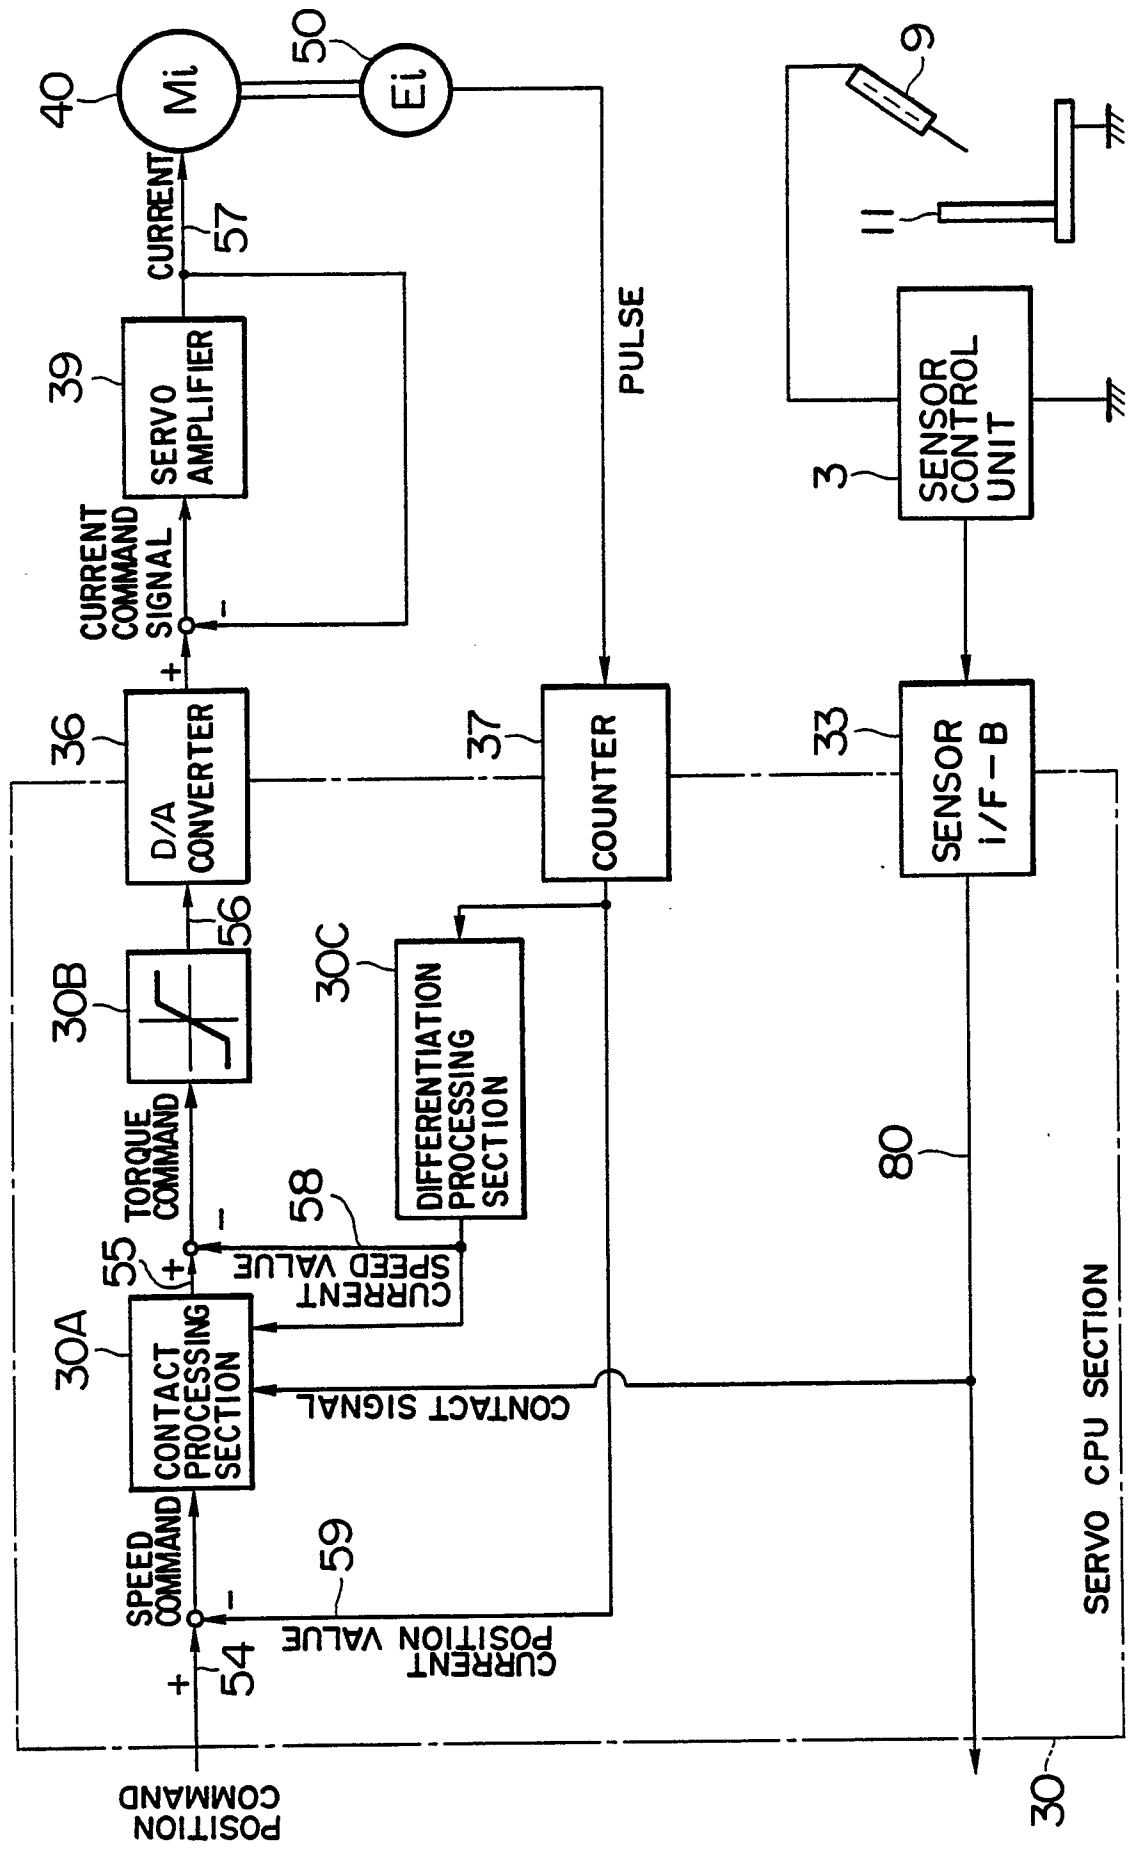 POSITION
COMMAND
+
54
−
SPEED
COMMAND
59
CURRENT
POSITION VALUE
30A
CONTACT
PROCESSING
SECTION
CONTACT SIGNAL
55
+
−
58
CURRENT
SPEED VALUE
TORQUE
COMMAND
30B
56
30C
DIFFERENTIATION
PROCESSING
SECTION
36
D/A
CONVERTER
+
−
CURRENT
COMMAND
SIGNAL
39
SERVO
AMPLIFIER
CURRENT
57
40
Mi
50
Ei
PULSE
37
COUNTER
33
SENSOR
i/F-B
80
3
SENSOR
CONTROL
UNIT
11
9
SERVO CPU SECTION
30